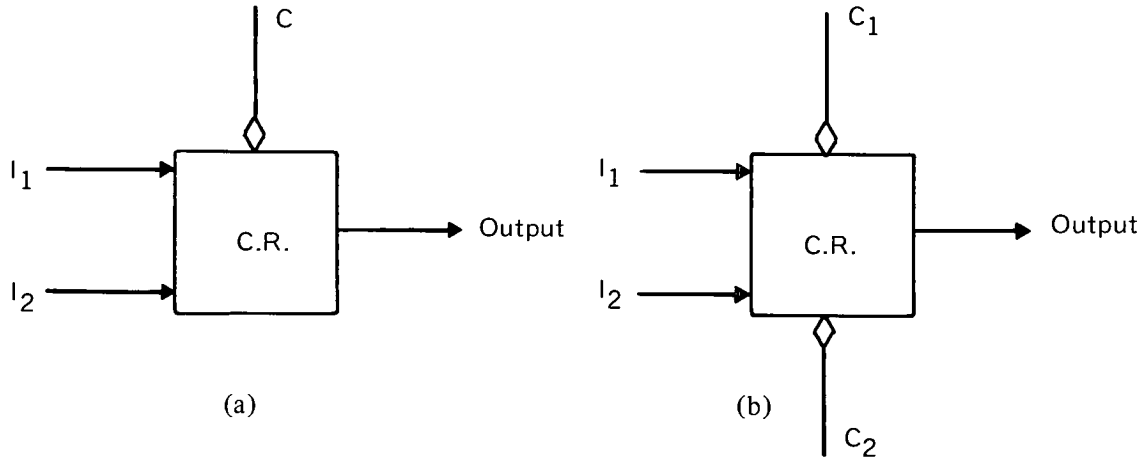 C
I₁
I₂
C.R.
Output
(a)
C₁
I₁
I₂
C.R.
Output
(b)
C₂